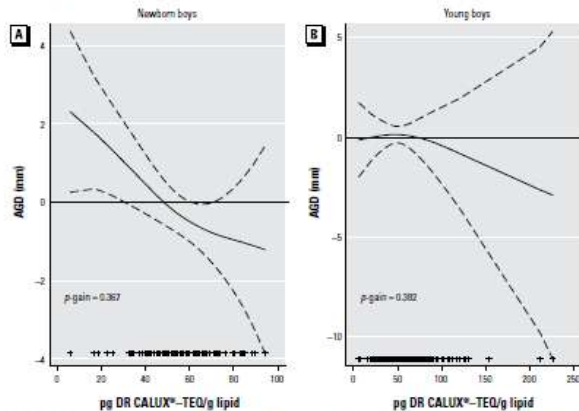 Newborn boys
A
4
2
0
−2
−4
AGD (mm)
p-gain = 0.367
0
20
40
60
80
100
pg DR CALUX®–TEQ/g lipid
Young boys
B
5
0
−5
−10
AGD (mm)
p-gain = 0.392
0
50
100
150
200
250
pg DR CALUX®–TEQ/g lipid